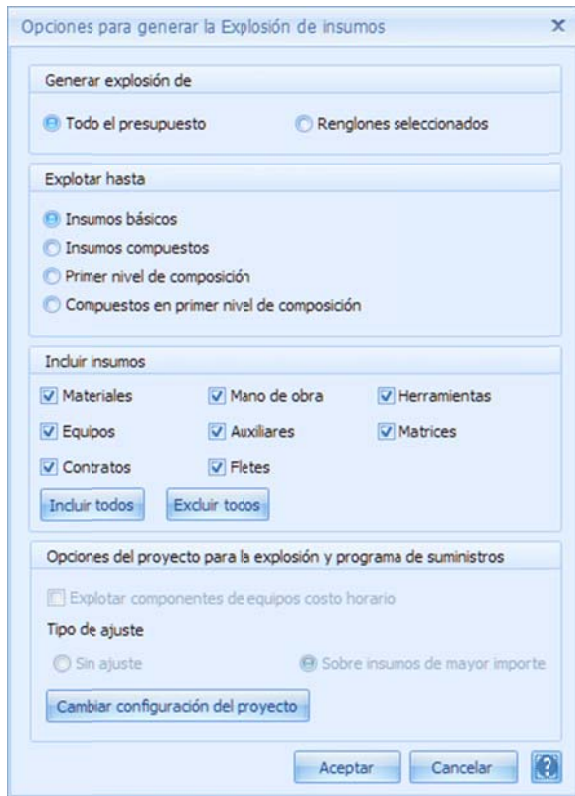 Opciones para generar la Explosión de insumos
Generar explosión de
Todo el presupuesto Renglones seleccionados
Explotar hasta
Insumos básicos
Insumos compuestos
Primer nivel de composición
Compuestos en primer nivel de composición
Incluir insumos
Materiales Mano de obra Herramientas
Equipos Auxiliares Matrices
Contratos Fletes
Incluir todos Excluir tocos
Opciones del proyecto para la explosión y programa de suministros
Explotar componentes de equipos costo horario
Tipo de ajuste
Sin ajuste Sobre insumos de mayor importe
Cambiar configuración del proyecto
Aceptar Cancelar ?